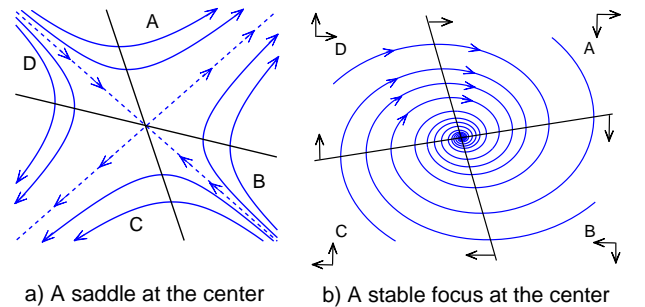 A
D
B
C
a) A saddle at the center
D
A
C
B
b) A stable focus at the center